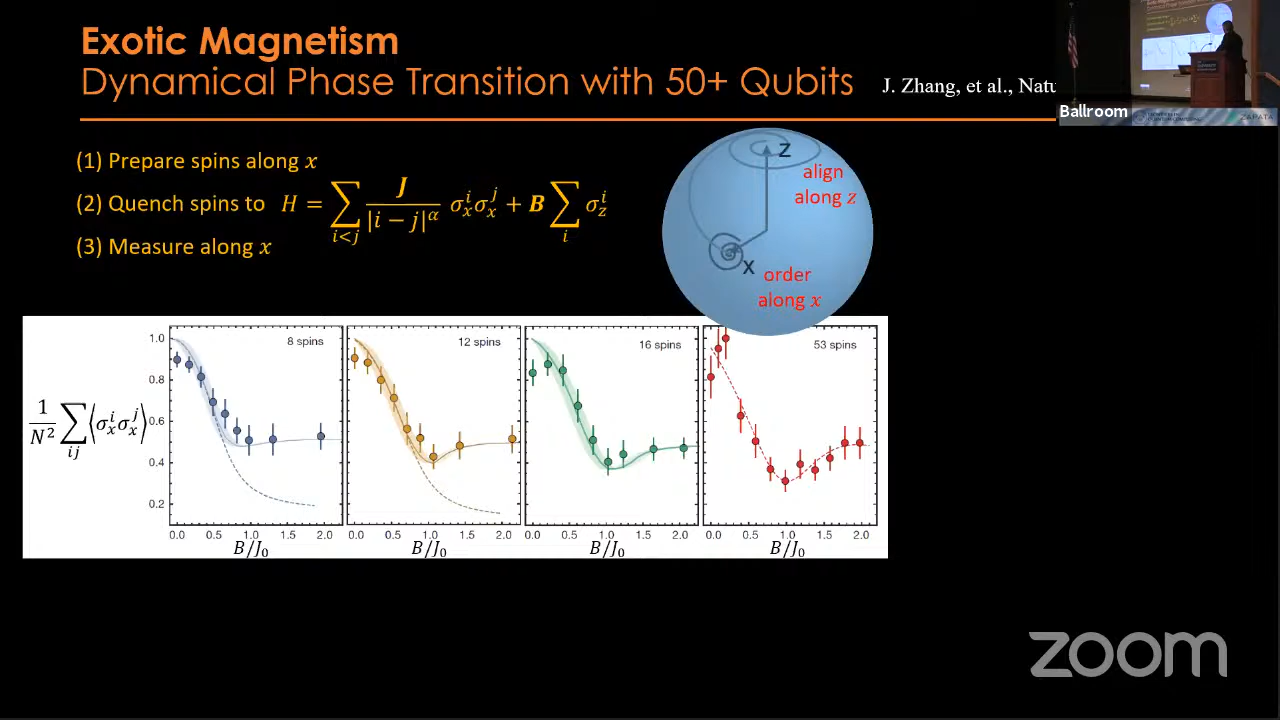 Exotic Magnetism
Dynamical Phase Transition with 50+ Qubits
J. Zhang, et al., Natu
Ballroom
ZAPATA
(1) Prepare spins along x
(2) Quench spins to H = ∑_{i<j} J/|i − j|^α σ_x^i σ_x^j + B ∑_i σ_z^i
(3) Measure along x
z
align
along z
x
order
along x
1/N² ∑_{ij} ⟨σ_x^i σ_x^j⟩
1.0
0.8
0.6
0.4
0.2
8 spins
12 spins
16 spins
53 spins
0.0 0.5 1.0 1.5 2.0
0.0 0.5 1.0 1.5 2.0
0.0 0.5 1.0 1.5 2.0
0.0 0.5 1.0 1.5 2.0
B/J₀
B/J₀
B/J₀
B/J₀
zoom